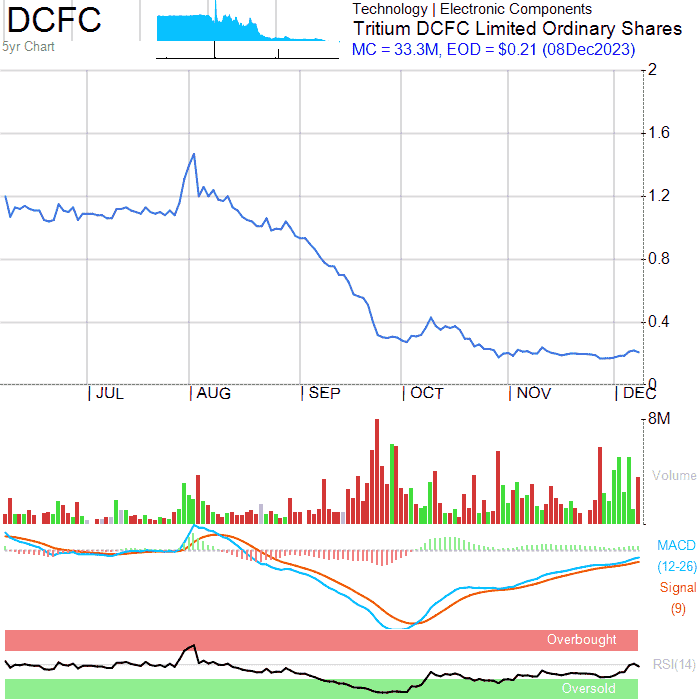 DCFC
5yr Chart
Technology | Electronic Components
Tritium DCFC Limited Ordinary Shares
MC = 33.3M, EOD = $0.21 (08Dec2023)
2
1.6
1.2
0.8
0.4
0
JUL AUG SEP OCT NOV DEC
8M
Volume
MACD
(12-26)
Signal
(9)
Overbought
RSI(14)
Oversold